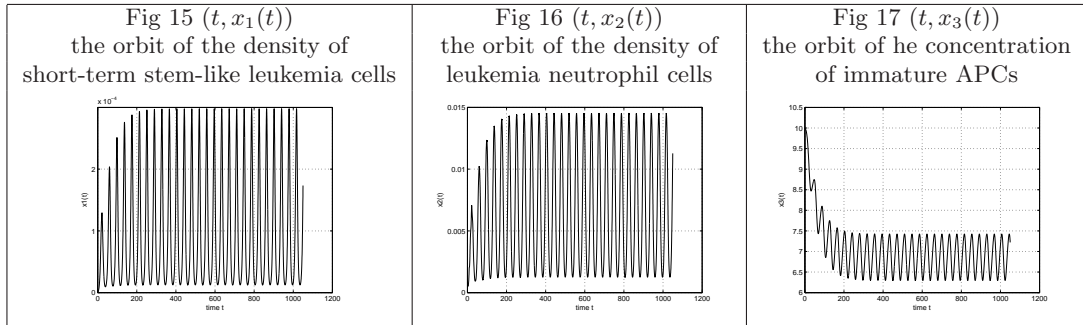 Fig 15 (t, x₁(t))
the orbit of the density of
short-term stem-like leukemia cells
Fig 16 (t, x₂(t))
the orbit of the density of
leukemia neutrophil cells
Fig 17 (t, x₃(t))
the orbit of he concentration
of immature APCs
x 10⁻⁴
2
1
0
x1(t)
0 200 400 600 800 1000 1200
time t
0.015
0.01
0.005
0
x2(t)
0 200 400 600 800 1000 1200
time t
10.5
10
9.5
9
8.5
8
7.5
7
6.5
6
x3(t)
0 200 400 600 800 1000 1200
time t